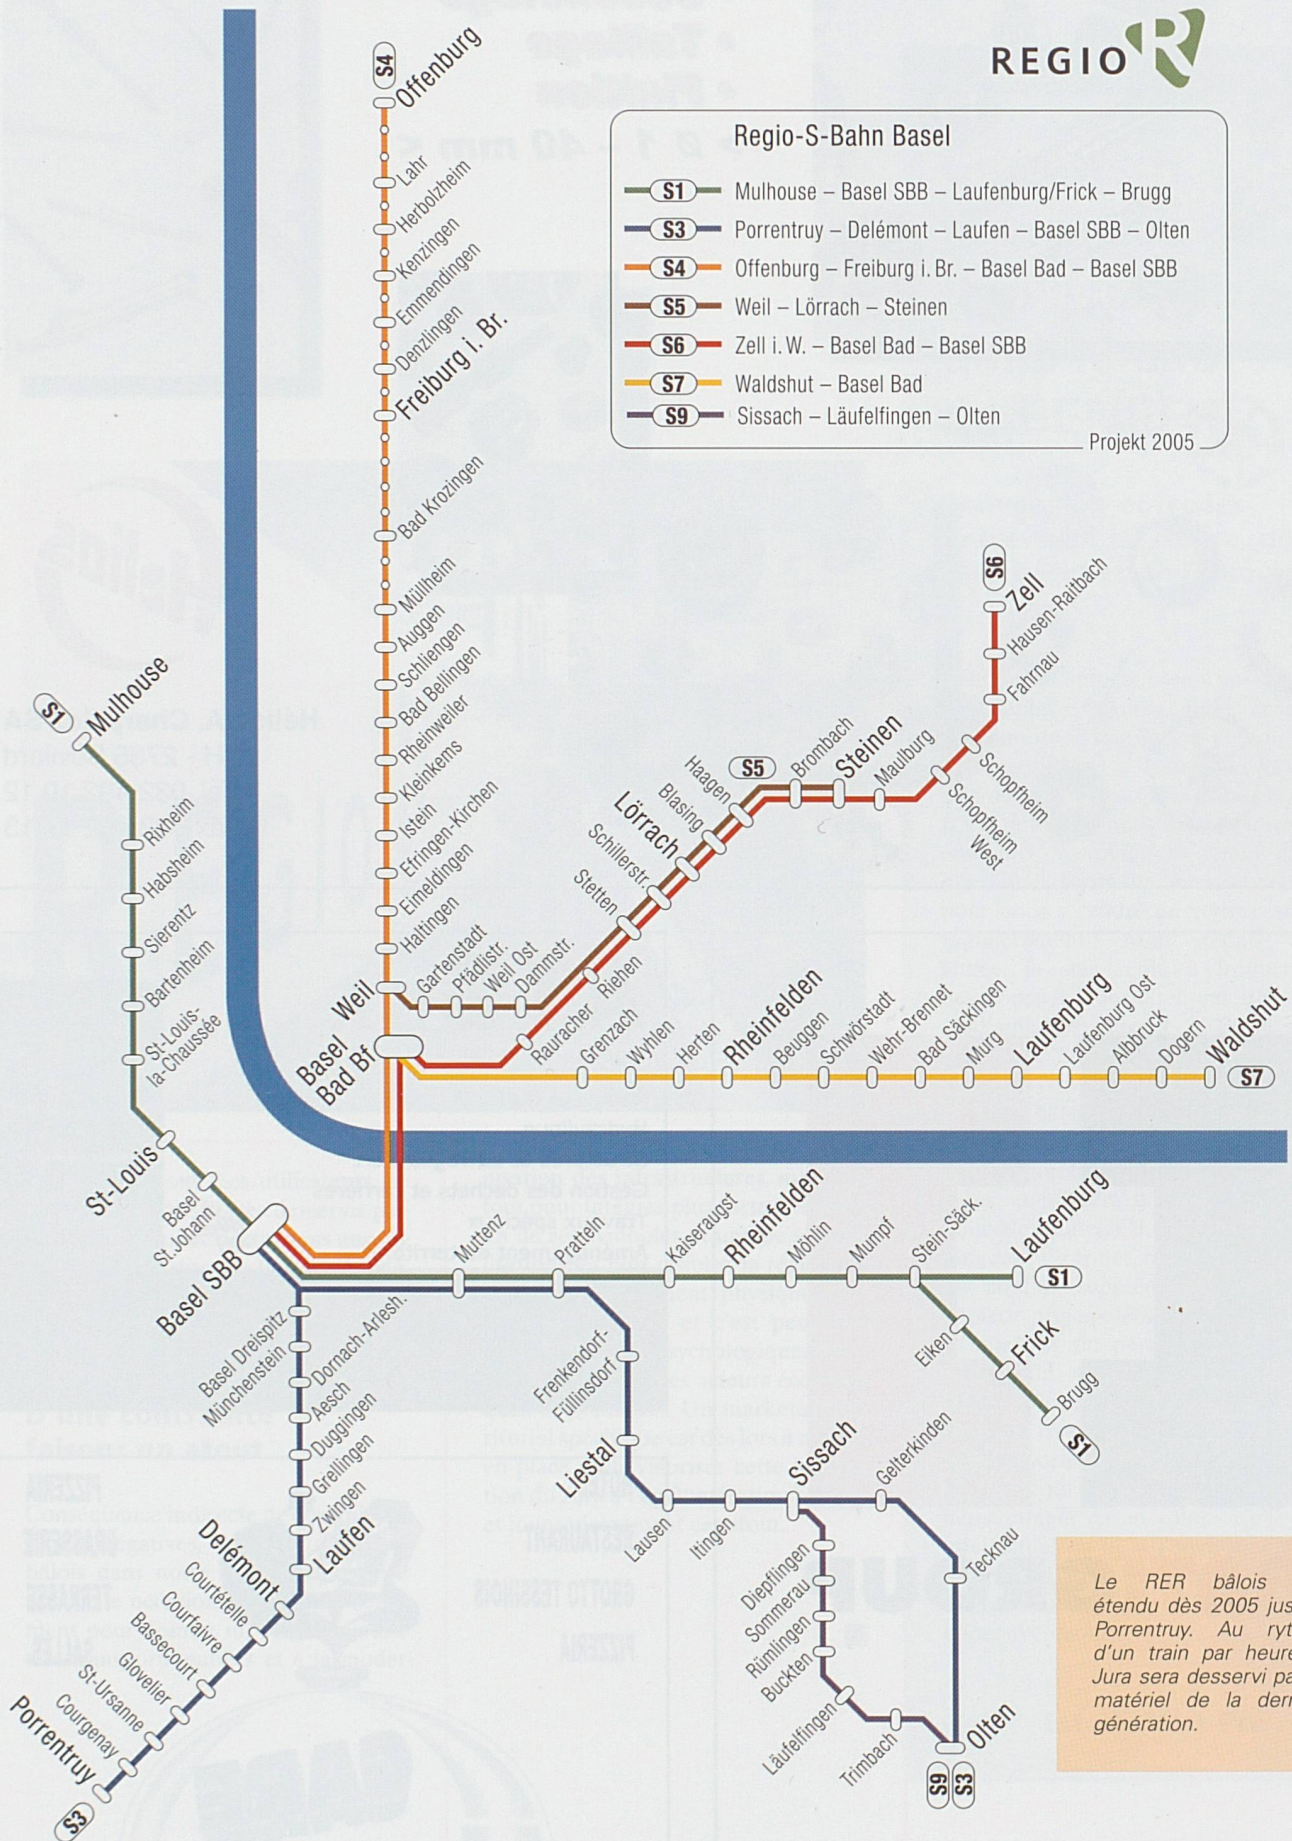 REGIO R
Regio-S-Bahn Basel
S1 Mulhouse – Basel SBB – Laufenburg/Frick – Brugg
S3 Porrentruy – Delémont – Laufen – Basel SBB – Olten
S4 Offenburg – Freiburg i. Br. – Basel Bad – Basel SBB
S5 Weil – Lörrach – Steinen
S6 Zell i. W. – Basel Bad – Basel SBB
S7 Waldshut – Basel Bad
S9 Sissach – Läufelfingen – Olten
Projekt 2005
S4
Offenburg
Lahr
Herbolzheim
Kenzingen
Emmendingen
Denzlingen
Freiburg i. Br.
Bad Krozingen
Müllheim
Auggen
Schliengen
Bad Bellingen
Rheinweiler
Kleinkems
Istein
Efringen-Kirchen
Eimeldingen
Haltingen
Weil
Gartenstadt
Pfädlistr.
Weil Ost
Dammstr.
Stetten
Schillerstr.
Lörrach
Blasing
Haagen
S5
Brombach
Steinen
Maulburg
Schopfheim
West
Schopfheim
Fahrnau
Hausen-Raitbach
Zell
S6
Riehen
Rauracher
Basel
Bad Bf
Grenzach
Wyhlen
Herten
Rheinfelden
Beuggen
Schwörstadt
Wehr-Brennet
Bad Säckingen
Murg
Laufenburg
Laufenburg Ost
Albbruck
Dogern
Waldshut
S7
S1
Mulhouse
Rixheim
Habsheim
Sierentz
Bartenheim
St-Louis-
la-Chaussée
St-Louis
Basel
St. Johann
Basel SBB
Muttenz
Pratteln
Kaiseraugst
Rheinfelden
Möhlin
Mumpf
Stein-Säck.
Laufenburg
S1
Eiken
Frick
Brugg
S1
Basel Dreispitz
Münchenstein
Dornach-Arlesh.
Aesch
Duggingen
Grellingen
Zwingen
Laufen
Delémont
Courtételle
Courfaivre
Bassecourt
Glovelier
St-Ursanne
Courgenay
Porrentruy
S3
Frenkendorf-
Füllinsdorf
Liestal
Lausen
Itingen
Sissach
Gelterkinden
Tecknau
Diepflingen
Sommerau
Rümlingen
Buckten
Läufelfingen
Trimbach
Olten
S9
S3
Le RER bâlois
étendu dès 2005 jus
Porrentruy. Au ryt
d'un train par heure
Jura sera desservi pa
matériel de la dern
génération.